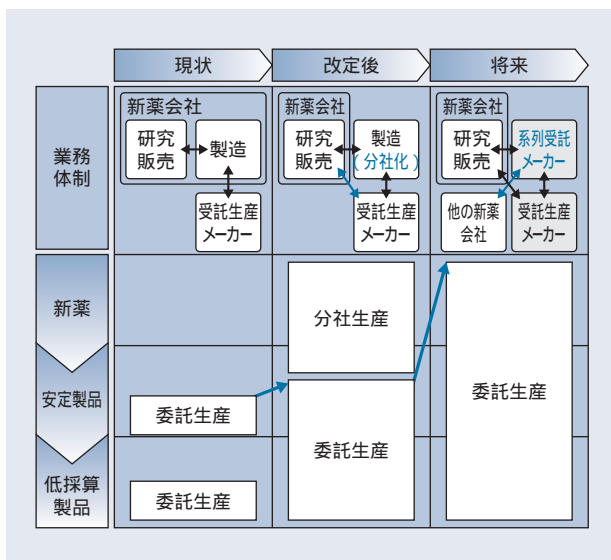 現状
改定後
将来
業務
体制
新薬会社
研究
販売
製造
受託生産
メーカー
新薬会社
研究
販売
製造
(分社化)
受託生産
メーカー
新薬会社
研究
販売
系列受託
メーカー
他の新薬
会社
受託生産
メーカー
新薬
分社生産
安定製品
委託生産
委託生産
委託生産
低採算
製品
委託生産